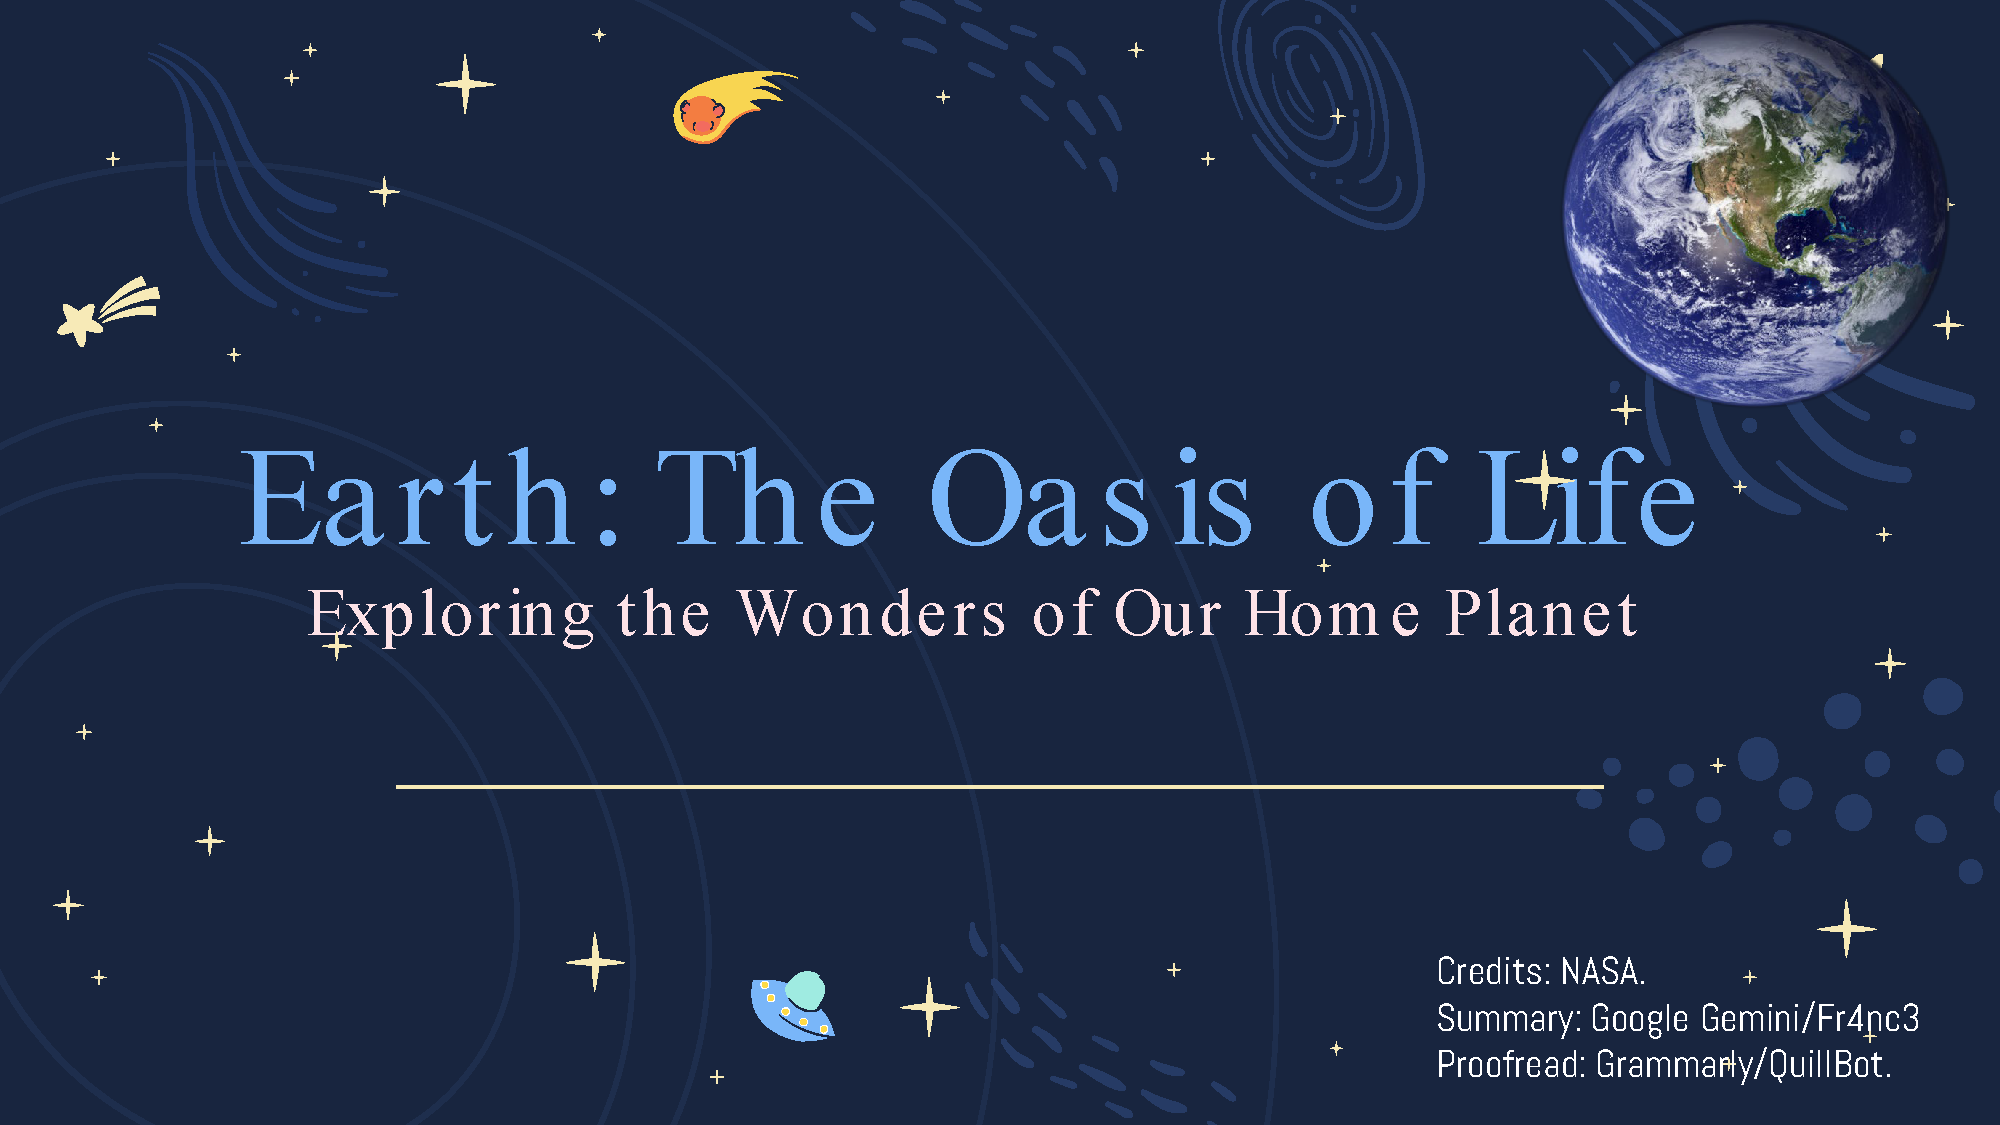 Earth: The Oasis of Life
Exploring the Wonders of Our Home Planet
Credits: NASA.
Summary: Google Gemini/Fr4nc3
Proofread: Grammarly/QuillBot.